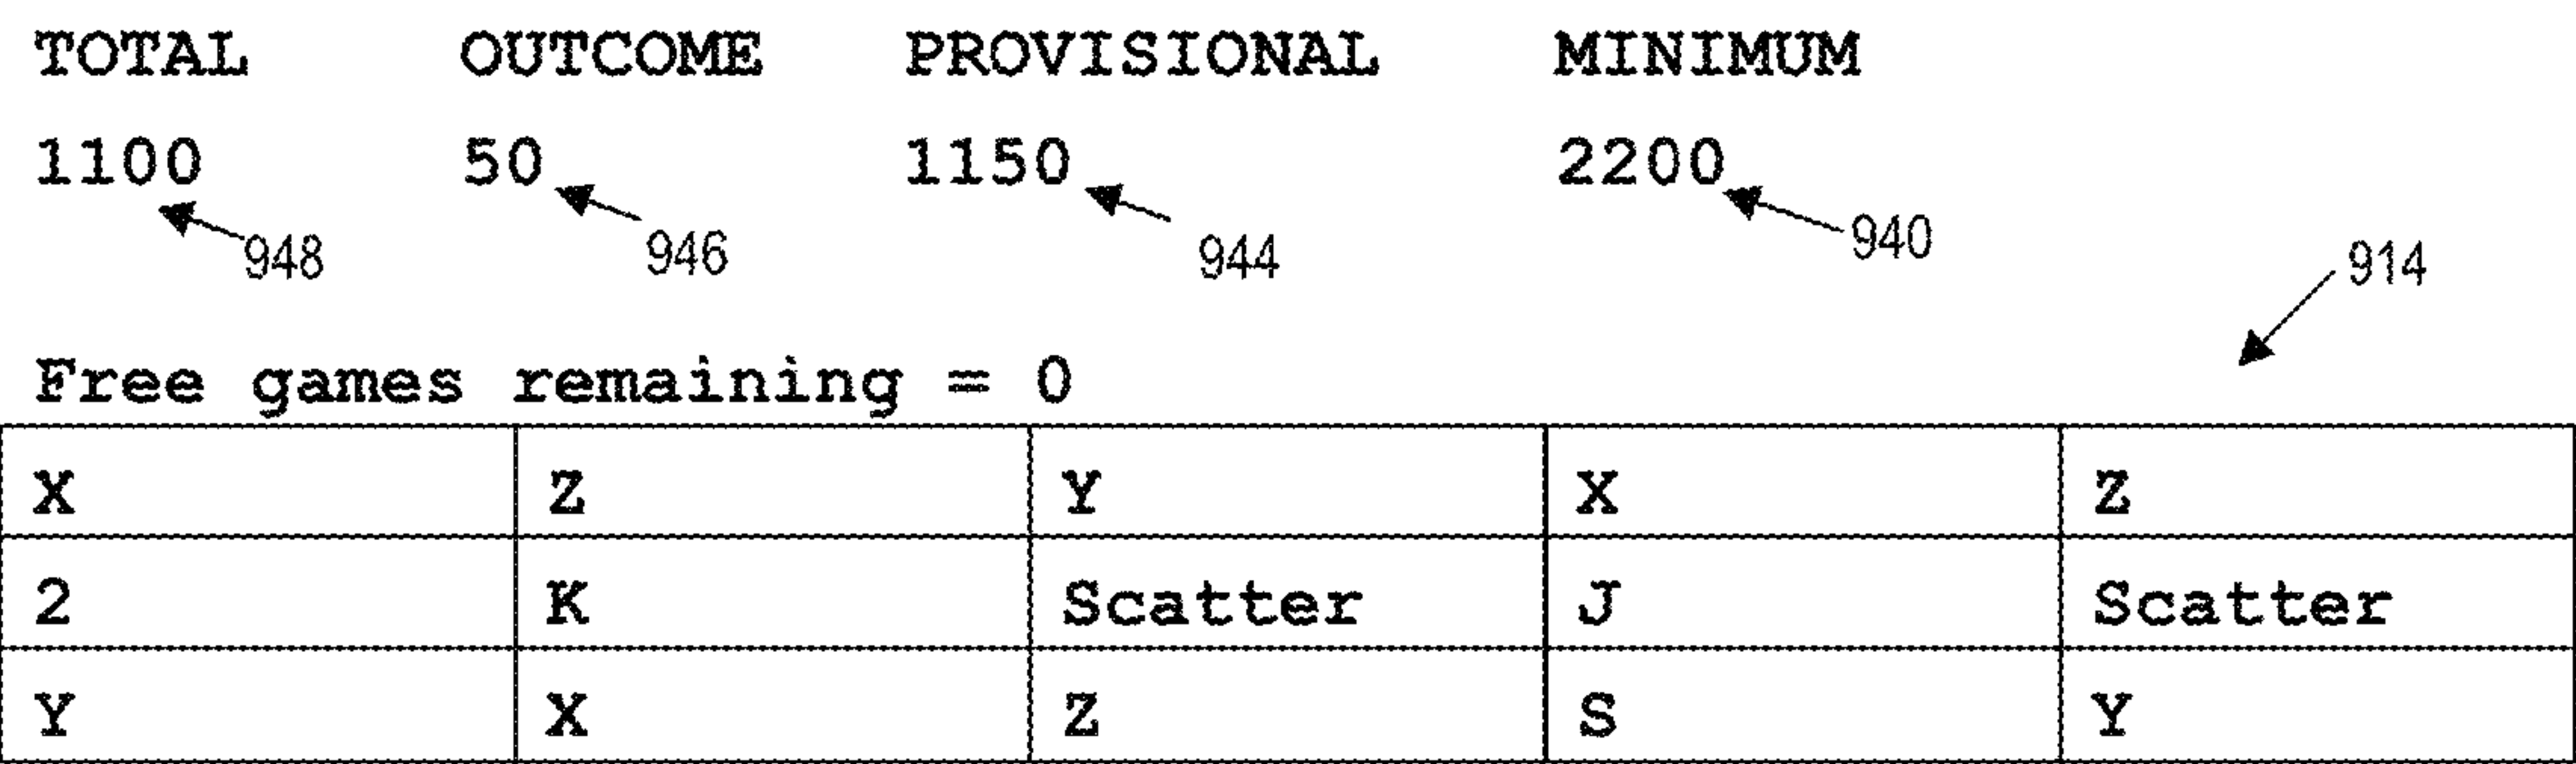 TOTAL OUTCOME PROVISIONAL MINIMUM
1100 50 1150 2200
948 946 944 940 914
Free games remaining = 0
X Z Y X Z
2 K Scatter J Scatter
Y X Z S Y